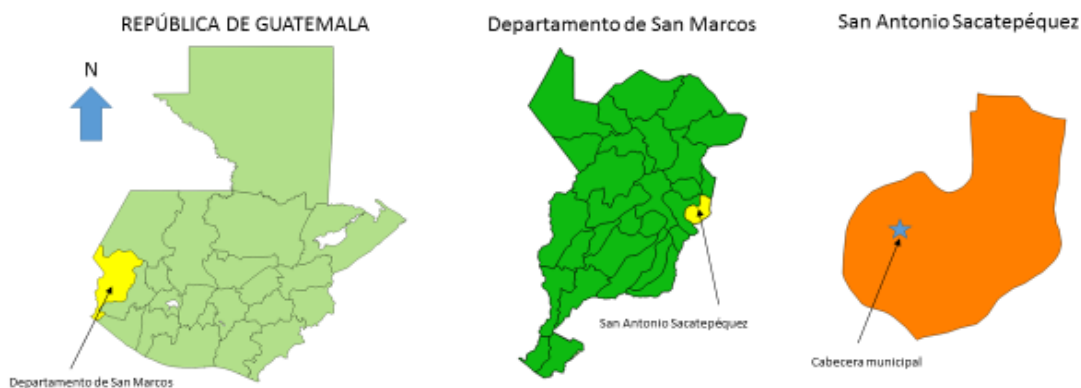 REPÚBLICA DE GUATEMALA
N
Departamento de San Marcos
Departamento de San Marcos
San Antonio Sacatepéquez
San Antonio Sacatepéquez
Cabecera municipal